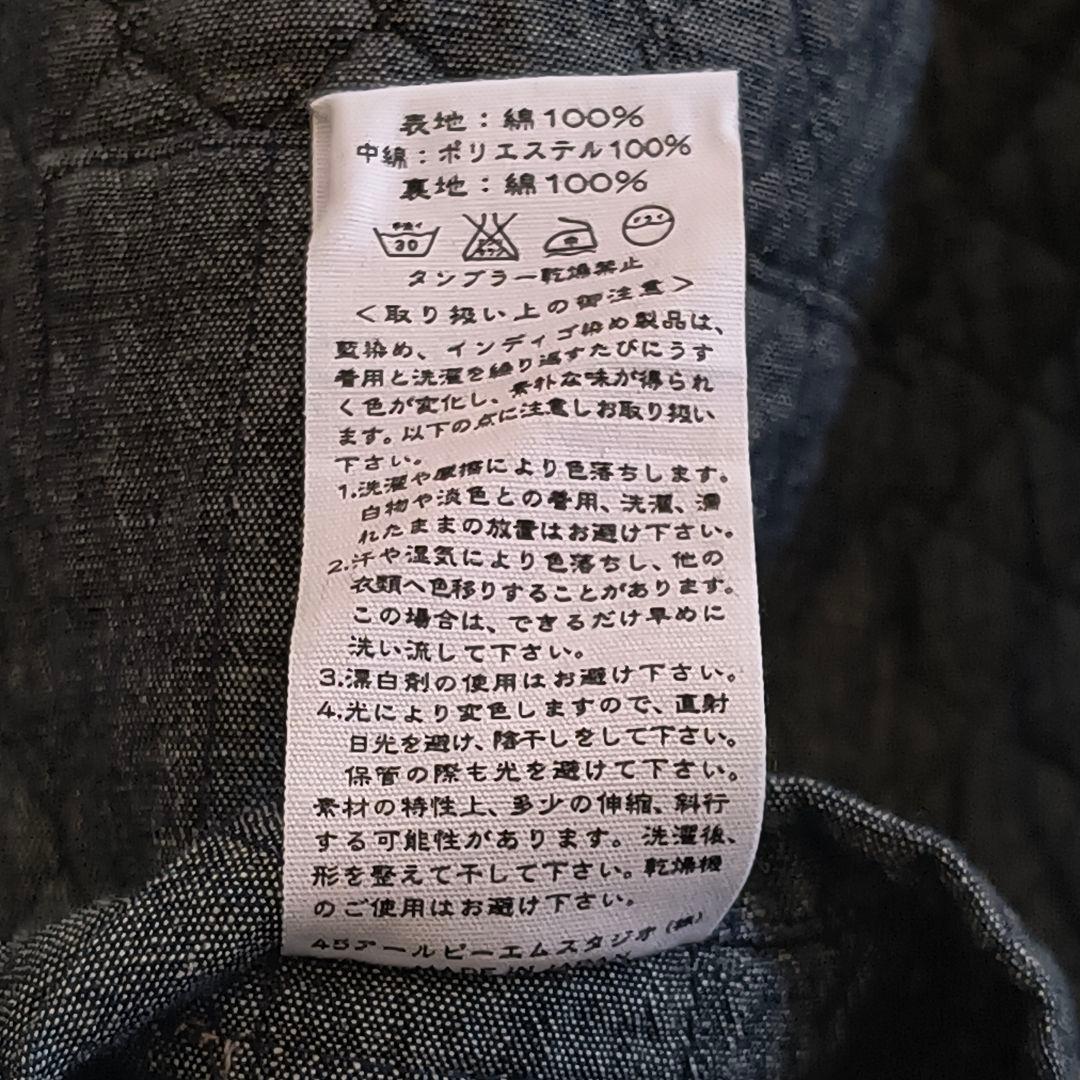 表地：綿100%
中綿：ポリエステル100%
裏地：綿100%
手洗イ
30
ドライ
タンブラー乾燥禁止
＜取り扱い上の御注意＞
藍染め、インディゴ染め製品は、
着用と洗濯を繰り返すたびにうす
く色が変化し、素朴な味が得られ
ます。以下の点に注意しお取り扱い
下さい。
1.洗濯や摩擦により色落ちします。
白物や淡色との着用、洗濯、濡
れたままの放置はお避け下さい。
2.汗や湿気により色落ちし、他の
衣類へ色移りすることがあります。
この場合は、できるだけ早めに
洗い流して下さい。
3.漂白剤の使用はお避け下さい。
4.光により変色しますので、直射
日光を避け、陰干しをして下さい。
保管の際も光を避けて下さい。
素材の特性上、多少の伸縮、斜行
する可能性があります。洗濯後、
形を整えて干して下さい。乾燥機
のご使用はお避け下さい。
45アールピーエムスタジオ(株)
MADE IN JAPAN